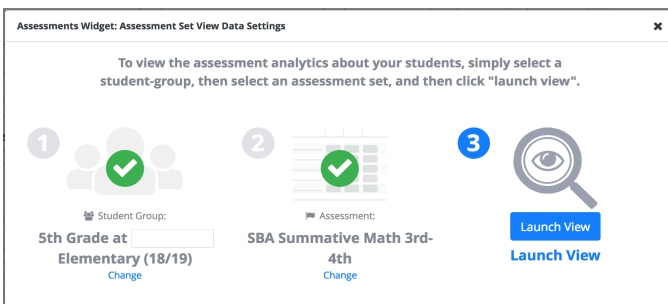 Assessments Widget: Assessment Set View Data Settings
To view the assessment analytics about your students, simply select a
student-group, then select an assessment set, and then click "launch view".
1
2
3
Student Group:
5th Grade at
Elementary (18/19)
Change
Assessment:
SBA Summative Math 3rd-
4th
Change
Launch View
Launch View